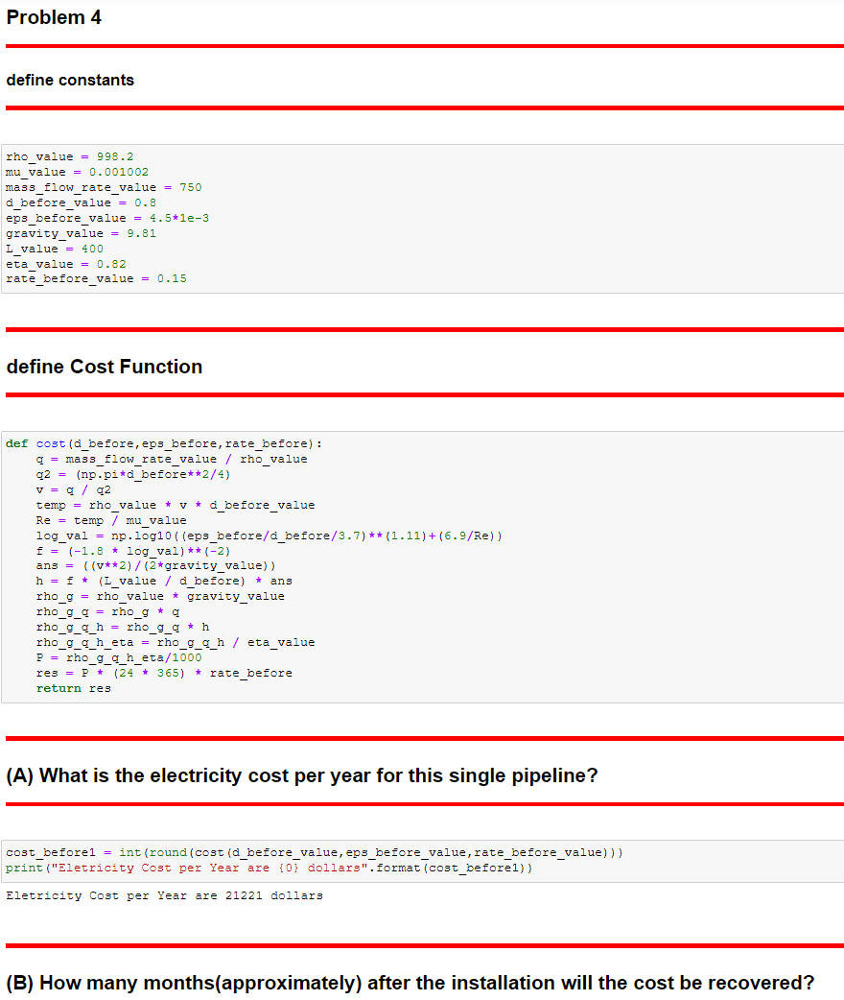 Problem 4
define constants
rho_value = 998.2
mu_value = 0.001002
mass_flow_rate_value = 750
d_before_value = 0.8
eps_before_value = 4.5*1e-3
gravity_value = 9.81
L_value = 400
eta_value = 0.82
rate_before_value = 0.15
define Cost Function
def cost(d_before,eps_before,rate_before):
    q = mass_flow_rate_value / rho_value
    q2 = (np.pi*d_before**2/4)
    v = q / q2
    temp = rho_value * v * d_before_value
    Re = temp / mu_value
    log_val = np.log10((eps_before/d_before/3.7)**(1.11)+(6.9/Re))
    f = (-1.8 * log_val)**(-2)
    ans = ((v**2)/(2*gravity_value))
    h = f * (L_value / d_before) * ans
    rho_g = rho_value * gravity_value
    rho_g_q = rho_g * q
    rho_g_q_h = rho_g_q * h
    rho_g_q_h_eta = rho_g_q_h / eta_value
    P = rho_g_q_h_eta/1000
    res = P * (24 * 365) * rate_before
    return res
(A) What is the electricity cost per year for this single pipeline?
cost_before1 = int(round(cost(d_before_value,eps_before_value,rate_before_value)))
print("Eletricity Cost per Year are {0} dollars".format(cost_before1))
Eletricity Cost per Year are 21221 dollars
(B) How many months(approximately) after the installation will the cost be recovered?